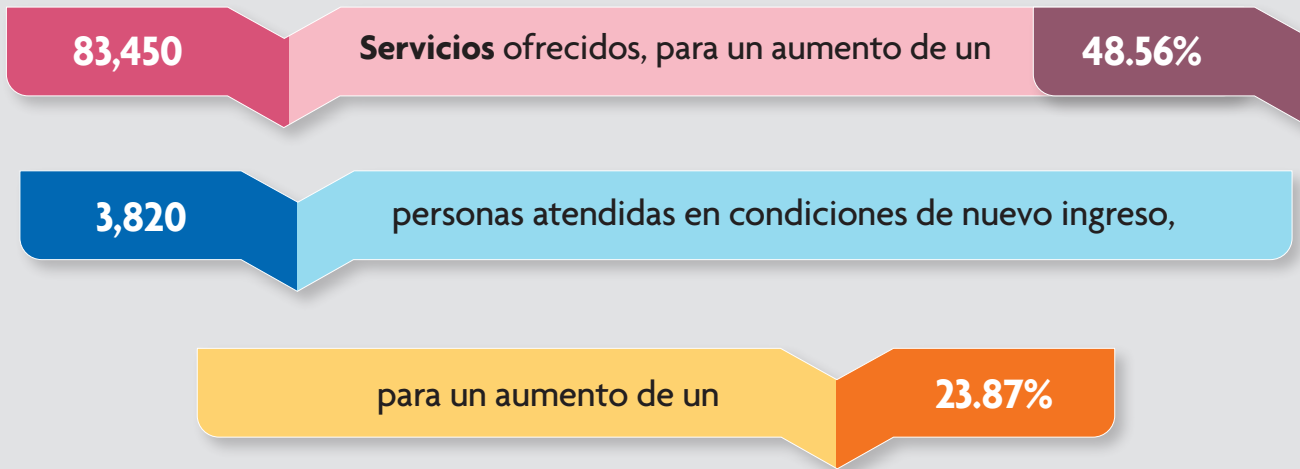 83,450 Servicios ofrecidos, para un aumento de un 48.56%
3,820 personas atendidas en condiciones de nuevo ingreso,
para un aumento de un 23.87%